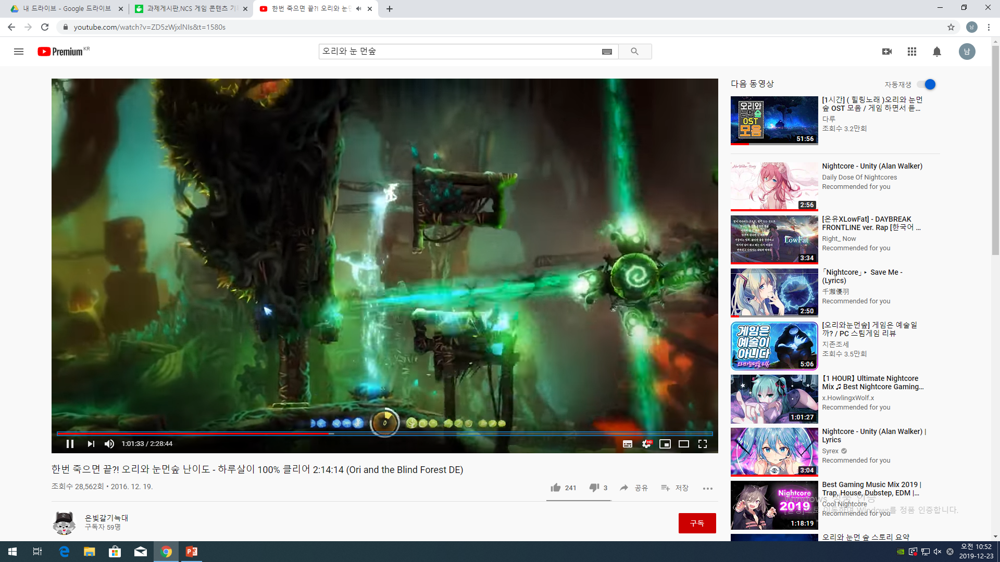 내 드라이브 - Google 드라이브
과제게시판,NCS 게임 콘텐츠 기
한번 죽으면 끝?! 오리와 눈먼
youtube.com/watch?v=ZD5zWjxlNIs&t=1580s
남
Premium KR
오리와 눈 먼숲
남
1:01:33 / 2:28:44
HD
한번 죽으면 끝?! 오리와 눈먼숲 난이도 - 하루살이 100% 클리어 2:14:14 (Ori and the Blind Forest DE)
조회수 28,562회 • 2016. 12. 19.
241
3
공유
저장
은빛갈기늑대
구독자 59명
구독
다음 동영상
자동재생
오리와
눈먼숲
OST
모음
51:56
[1시간] ( 힐링노래 )오리와 눈먼
숲 OST 모음 / 게임 하면서 듣...
다루
조회수 3.2만회
2:56
Nightcore - Unity (Alan Walker)
Daily Dose Of Nightcores
Recommended for you
LowFat
3:34
[온유XLowFat] - DAYBREAK
FRONTLINE ver. Rap [한국어 ...
Right_ Now
Recommended for you
2:50
「Nightcore」‣ Save Me -
(Lyrics)
千瀬優羽
Recommended for you
게임은
예술이
아니다
오리와눈먼숲 리뷰
5:06
[오리와눈먼숲] 게임은 예술일
까? / PC 스팀게임 리뷰
지존조세
조회수 3.5만회
1:01:27
【1 HOUR】 Ultimate Nightcore
Mix ♫ Best Nightcore Gaming...
x.HowlingxWolf.x
Recommended for you
3:04
Nightcore - Unity (Alan Walker) |
Lyrics
Syrex
Recommended for you
Nightcore
2019
1:18:19
Best Gaming Music Mix 2019 |
Trap, House, Dubstep, EDM |...
Cool Nightcore
Recommended for you
Windows 정품 인증
[설정]으로 이동하여 Windows를 정품 인증합니다.
오리와 눈먼 숲 스토리 요약
오전 10:52
2019-12-23